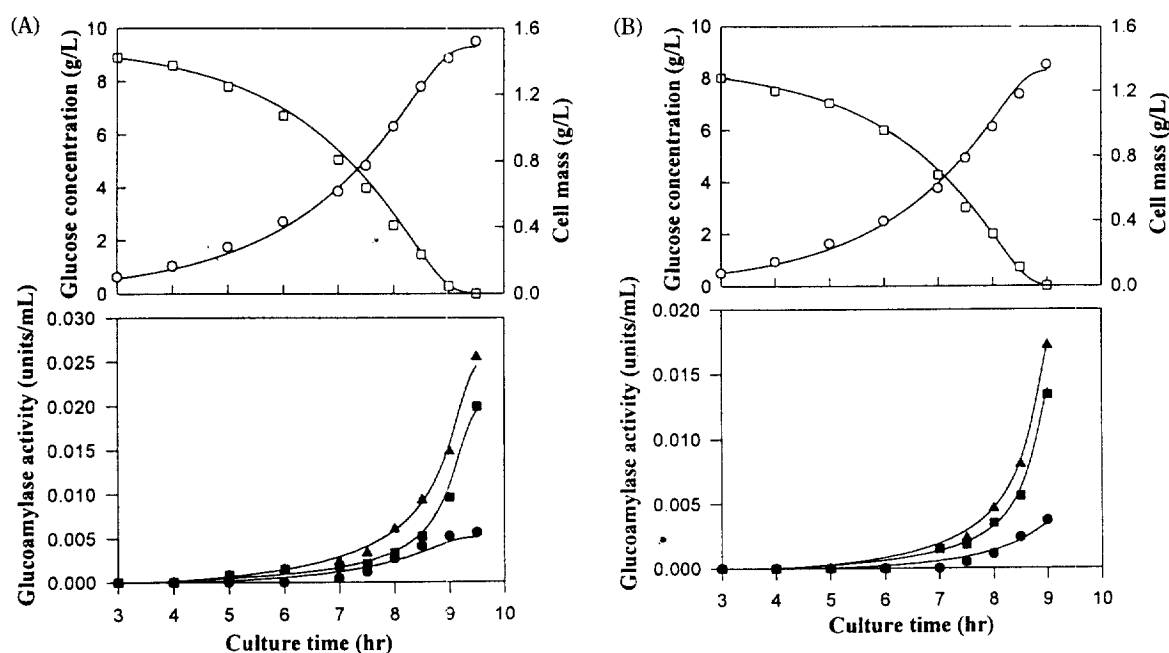 (A)
Glucose concentration (g/L)
10
8
6
4
2
0
1.6
1.2
0.8
0.4
0.0
Cell mass (g/L)
Glucoamylase activity (units/mL)
0.030
0.025
0.020
0.015
0.010
0.005
0.000
3 4 5 6 7 8 9 10
Culture time (hr)
(B)
Glucose concentration (g/L)
10
8
6
4
2
0
1.6
1.2
0.8
0.4
0.0
Cell mass (g/L)
Glucoamylase activity (units/mL)
0.020
0.015
0.010
0.005
0.000
3 4 5 6 7 8 9 10
Culture time (hr)